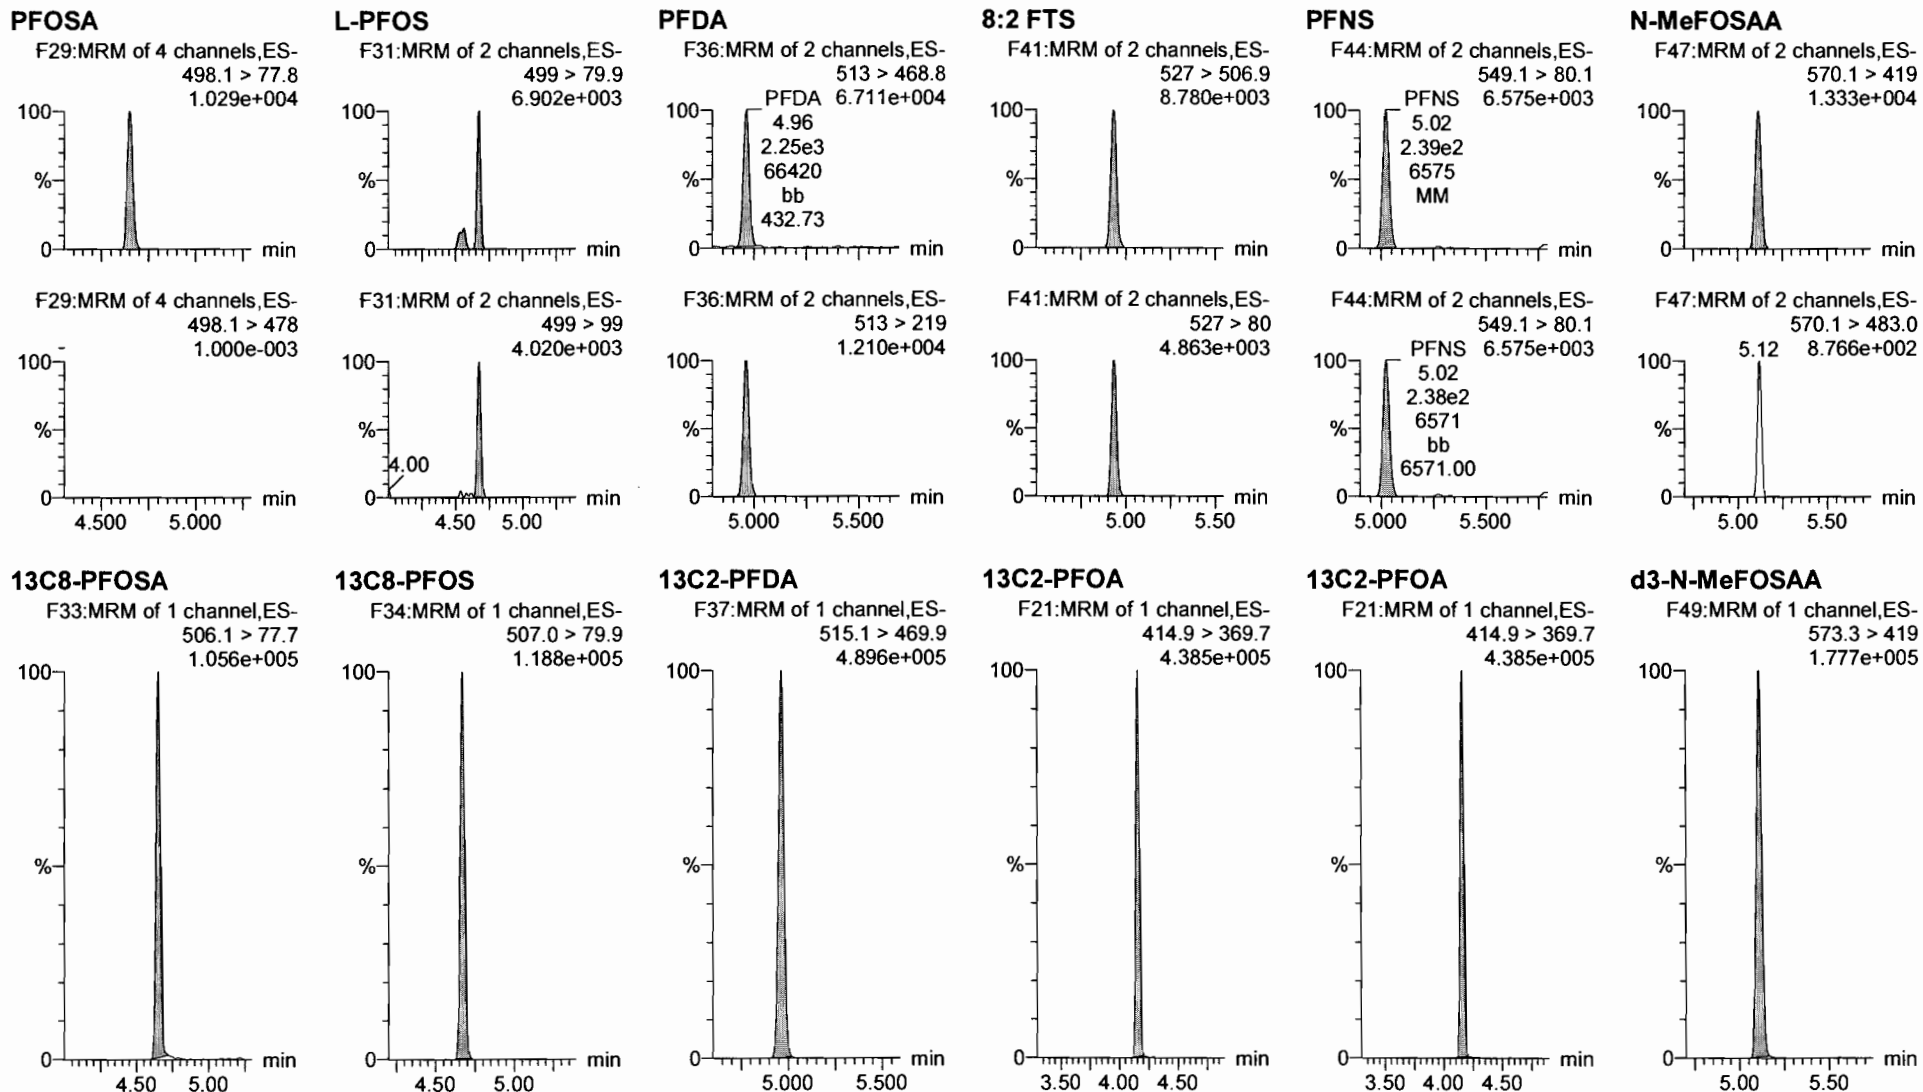 PFOSA
F29:MRM of 4 channels,ES-
498.1 > 77.8
1.029e+004
100
%
0
min
F29:MRM of 4 channels,ES-
498.1 > 478
1.000e-003
100
%
0
min
4.500 5.000
L-PFOS
F31:MRM of 2 channels,ES-
499 > 79.9
6.902e+003
100
%
0
min
F31:MRM of 2 channels,ES-
499 > 99
4.020e+003
100
%
4.00
0
min
4.50 5.00
PFDA
F36:MRM of 2 channels,ES-
513 > 468.8
PFDA 6.711e+004
100
4.96
2.25e3
66420
bb
432.73
%
0
min
F36:MRM of 2 channels,ES-
513 > 219
1.210e+004
100
%
0
min
5.000 5.500
8:2 FTS
F41:MRM of 2 channels,ES-
527 > 506.9
8.780e+003
100
%
0
min
F41:MRM of 2 channels,ES-
527 > 80
4.863e+003
100
%
0
min
5.00 5.50
PFNS
F44:MRM of 2 channels,ES-
549.1 > 80.1
PFNS 6.575e+003
100
5.02
2.39e2
6575
MM
%
0
min
F44:MRM of 2 channels,ES-
549.1 > 80.1
PFNS 6.575e+003
100
5.02
2.38e2
6571
bb
6571.00
%
0
min
5.000 5.500
N-MeFOSAA
F47:MRM of 2 channels,ES-
570.1 > 419
1.333e+004
100
%
0
min
F47:MRM of 2 channels,ES-
570.1 > 483.0
5.12 8.766e+002
100
%
0
min
5.00 5.50
13C8-PFOSA
F33:MRM of 1 channel,ES-
506.1 > 77.7
1.056e+005
100
%
0
min
4.50 5.00
13C8-PFOS
F34:MRM of 1 channel,ES-
507.0 > 79.9
1.188e+005
100
%
0
min
4.50 5.00
13C2-PFDA
F37:MRM of 1 channel,ES-
515.1 > 469.9
4.896e+005
100
%
0
min
5.000 5.500
13C2-PFOA
F21:MRM of 1 channel,ES-
414.9 > 369.7
4.385e+005
100
%
0
min
3.50 4.00 4.50
13C2-PFOA
F21:MRM of 1 channel,ES-
414.9 > 369.7
4.385e+005
100
%
0
min
3.50 4.00 4.50
d3-N-MeFOSAA
F49:MRM of 1 channel,ES-
573.3 > 419
1.777e+005
100
%
0
min
5.00 5.50